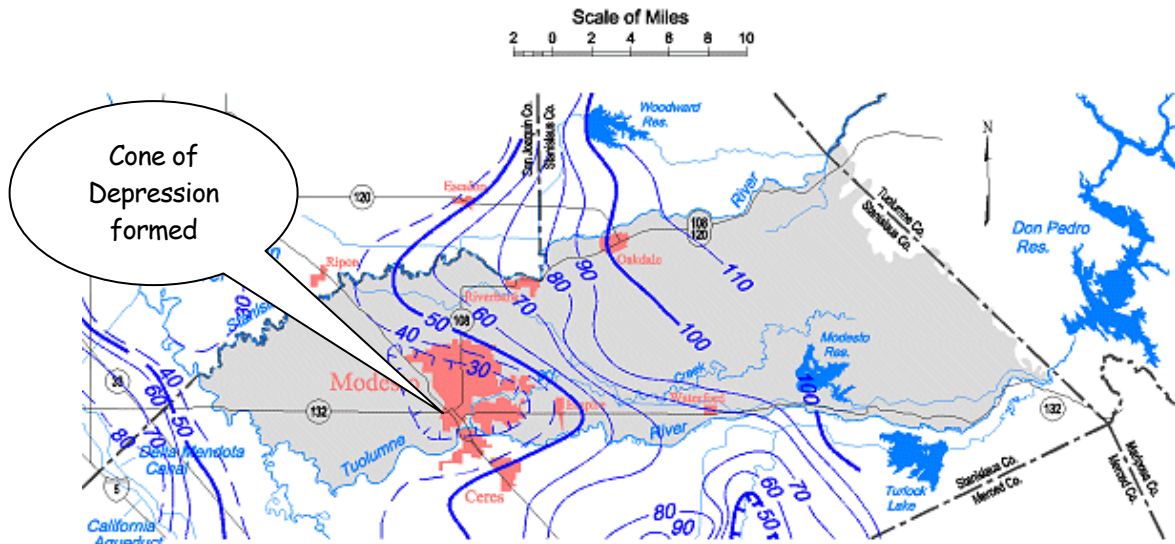 Scale of Miles
2 0 2 4 6 8 10
Cone of
Depression
formed
Woodward
Res.
San Joaquin Co.
Stanislaus Co.
N
Escalon
120
River
108
120
Tuolumne Co.
Stanislaus Co.
Don Pedro
Res.
Ripon
Oakdale
Riverbank
110
90
80
70
60
50
108
40
30
100
Modesto
Res.
Creek
100
Modesto
Empire
Waterford
132
132
River
Tuolumne
Ceres
33
40
60
50
70
80
Delta Mendota
Canal
5
California
Aqueduct
Turlock
Lake
Stanislaus Co.
Merced Co.
Mariposa Co.
Merced Co.
80
90
70
60
50